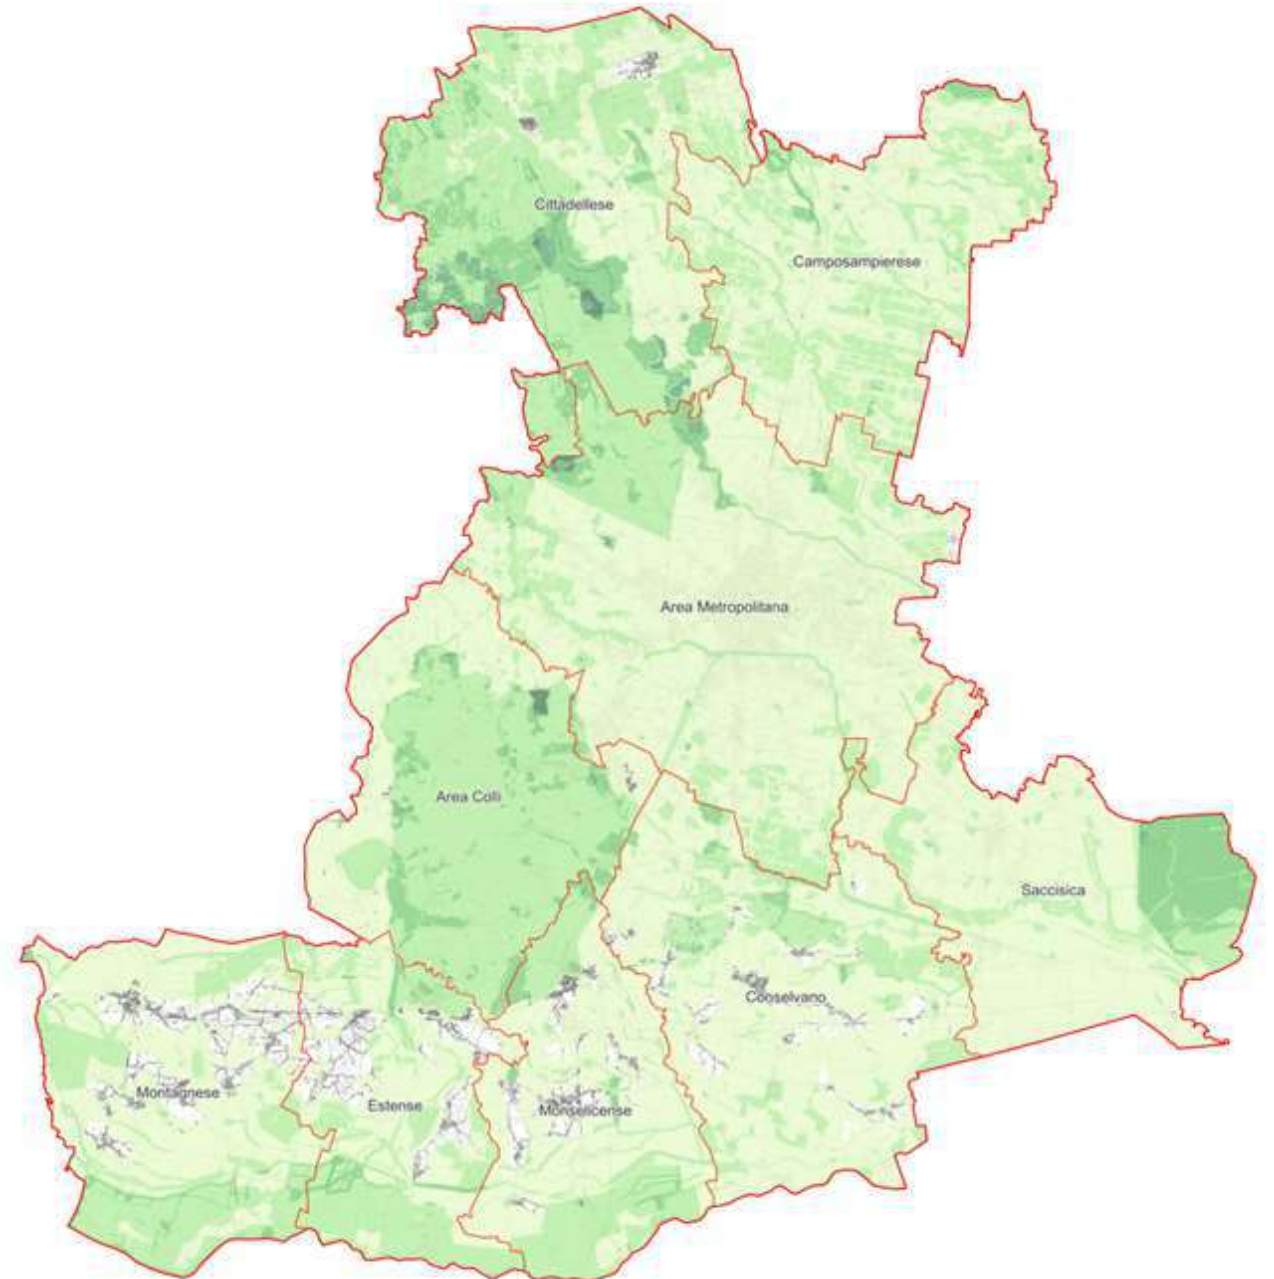 Cittadellese
Camposampierese
Area Metropolitana
Area Colli
Saccisica
Conselvano
Montagnese
Estense
Monselicense